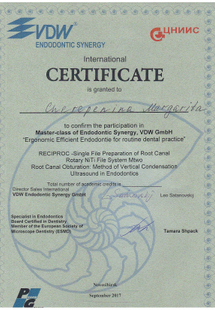 VDW
ENDODONTIC SYNERGY
ЦНИИС
International
CERTIFICATE
is granted to
Margarita
to confirm the participation in
Master-class of Endodontic Synergy, VDW GmbH
"Ergonomic Efficient Endodontie for routine dental practice"
RECIPROC -Single File Preparation of Root Canal
Rotary NiTi File System Mtwo
Root Canal Obturation: Method of Vertical Condensation
Ultrasound in Endodontics
Total number of academic credits
Director Sales International
VDW Endodontic Synergy GmbH
Specialist in Endodontics
Board Certified in Dentistry
Member of the European Society of
Microscope Dentistry (ESMD)
Tamara Shpack
September 2017